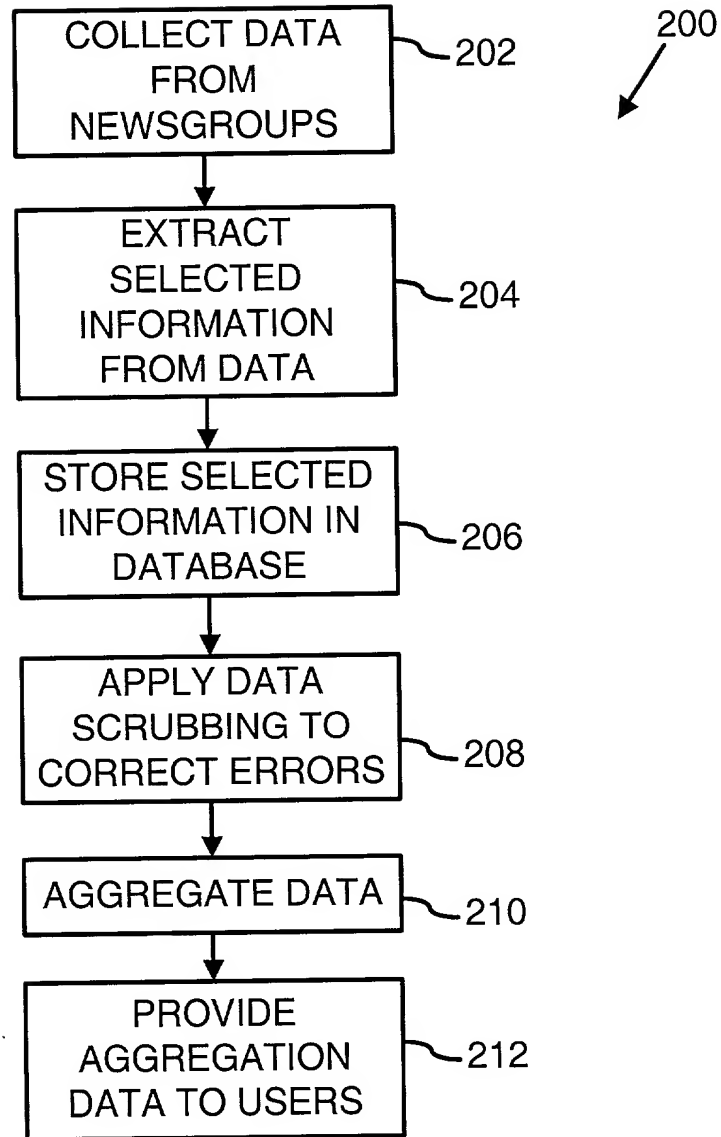 200
COLLECT DATA
FROM
NEWSGROUPS
202
EXTRACT
SELECTED
INFORMATION
FROM DATA
204
STORE SELECTED
INFORMATION IN
DATABASE
206
APPLY DATA
SCRUBBING TO
CORRECT ERRORS
208
AGGREGATE DATA
210
PROVIDE
AGGREGATION
DATA TO USERS
212